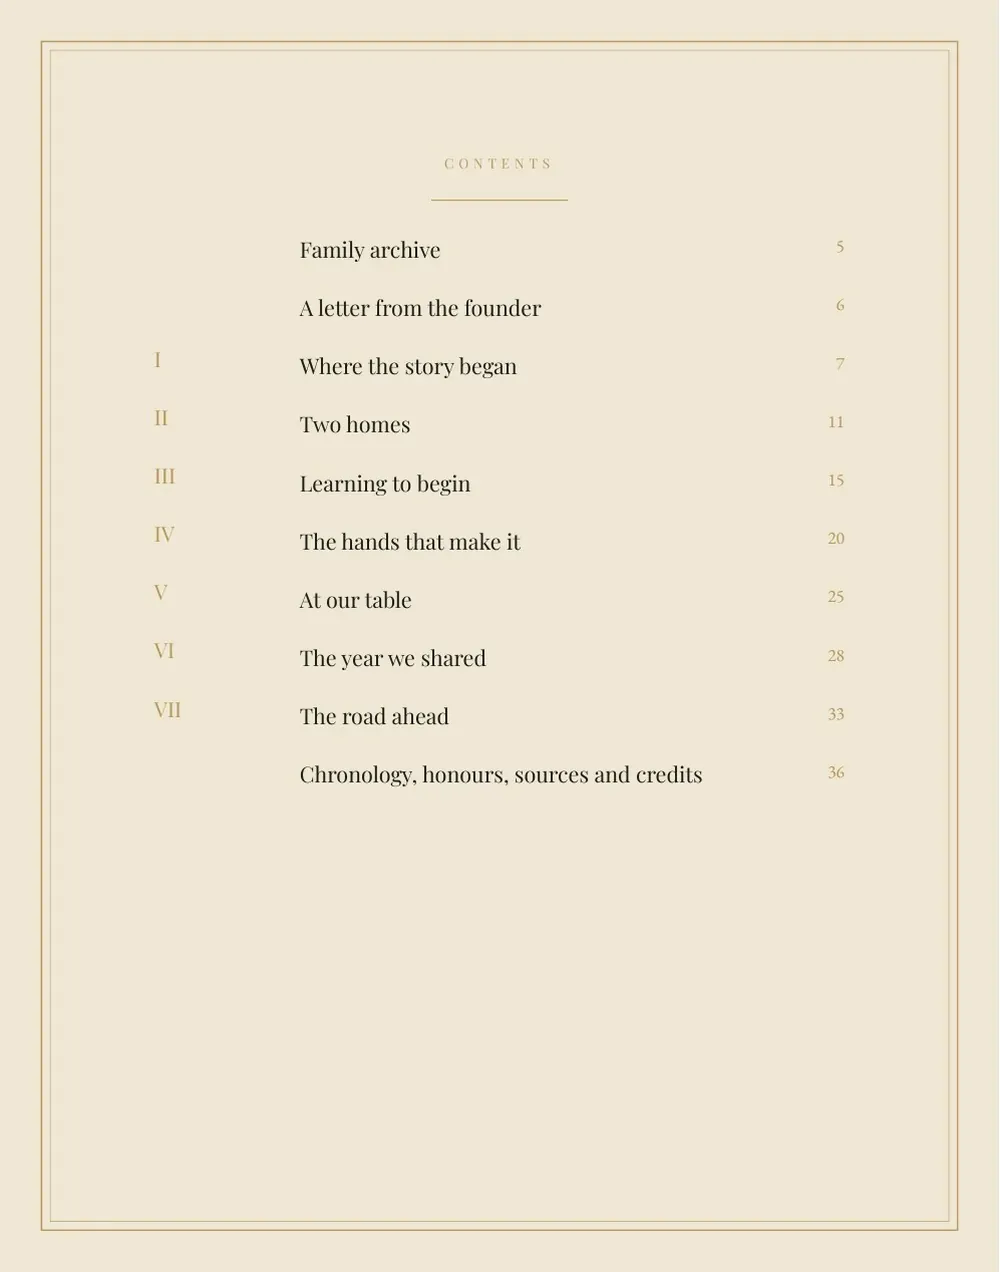 CONTENTS
Family archive 5
A letter from the founder 6
I Where the story began 7
II Two homes 11
III Learning to begin 15
IV The hands that make it 20
V At our table 25
VI The year we shared 28
VII The road ahead 33
Chronology, honours, sources and credits 36